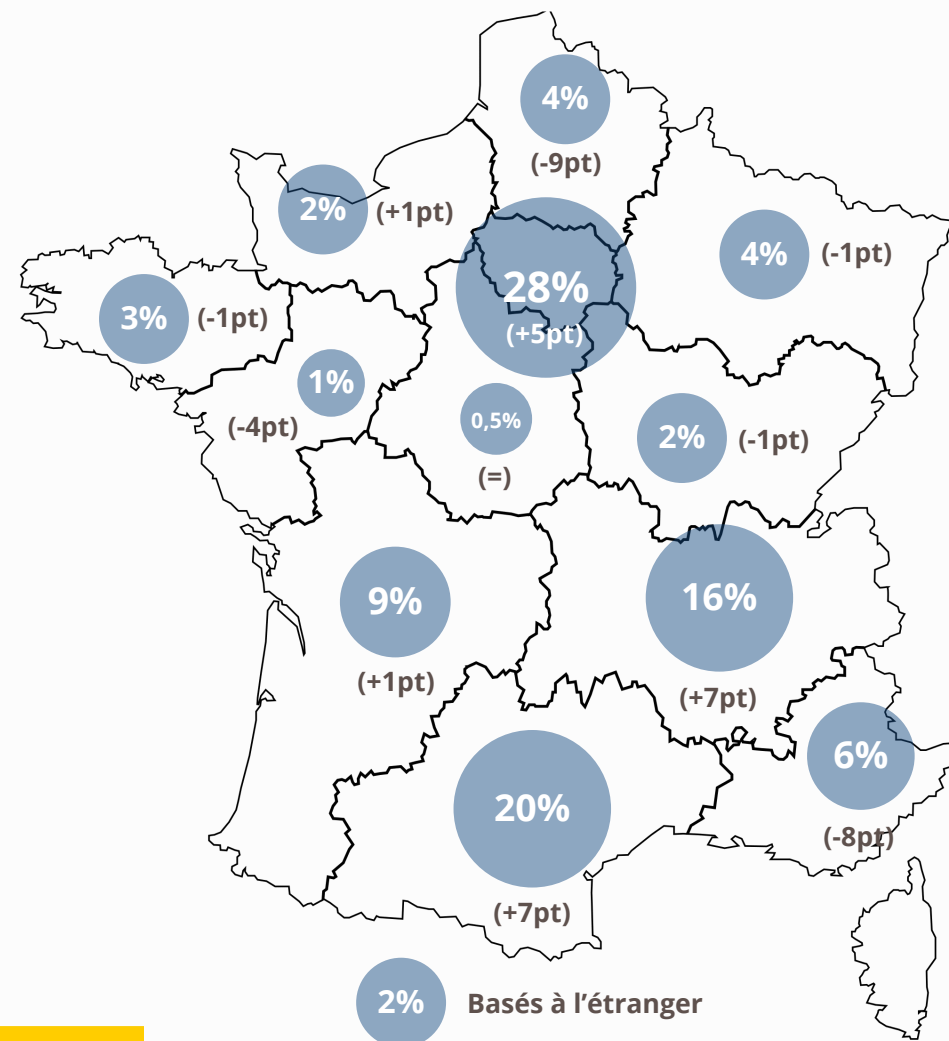 4%
(-9pt)
2% (+1pt)
4% (-1pt)
28%
(+5pt)
3% (-1pt)
1%
(-4pt)
0,5%
(=)
2% (-1pt)
9%
(+1pt)
16%
(+7pt)
6%
(-8pt)
20%
(+7pt)
2% Basés à l’étranger